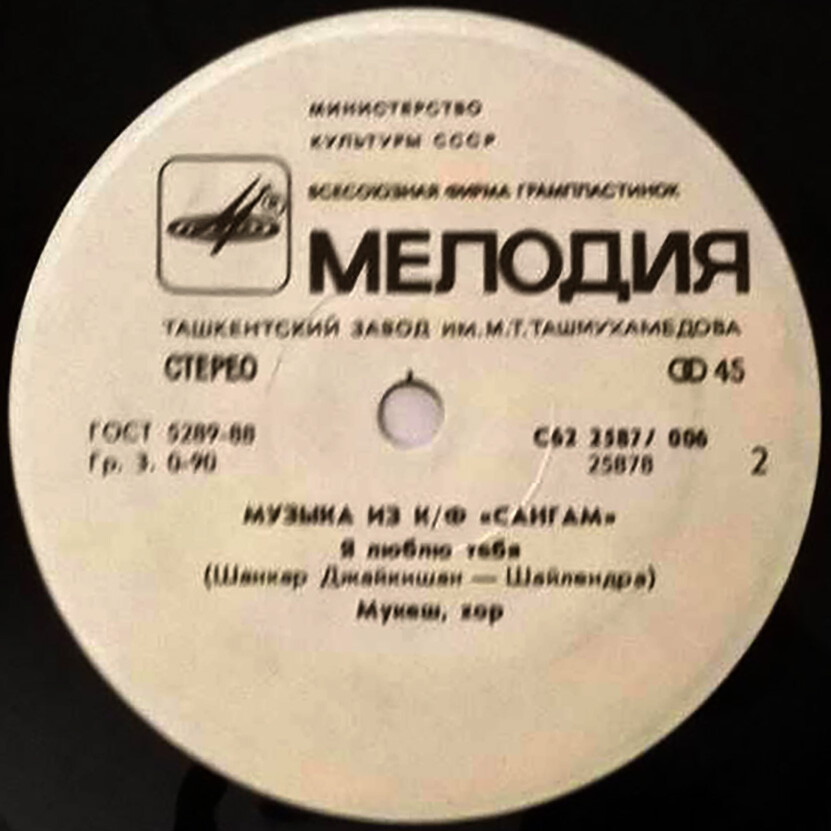 МИНИСТЕРСТВО
КУЛЬТУРЫ СССР
ВСЕСОЮЗНАЯ ФИРМА ГРАМПЛАСТИНОК
®
МЕЛОДИЯ
ТАШКЕНТСКИЙ ЗАВОД ИМ. М.Т. ТАШМУХАМЕДОВА
СТЕРЕО 45
ГОСТ 5289-88 С62 25877 006
Гр. 3. 0-90 25878 2
МУЗЫКА ИЗ К/Ф «САНГАМ»
Я люблю тебя
(Шанкар Джайкишан — Шайлендра)
Мукеш, хор